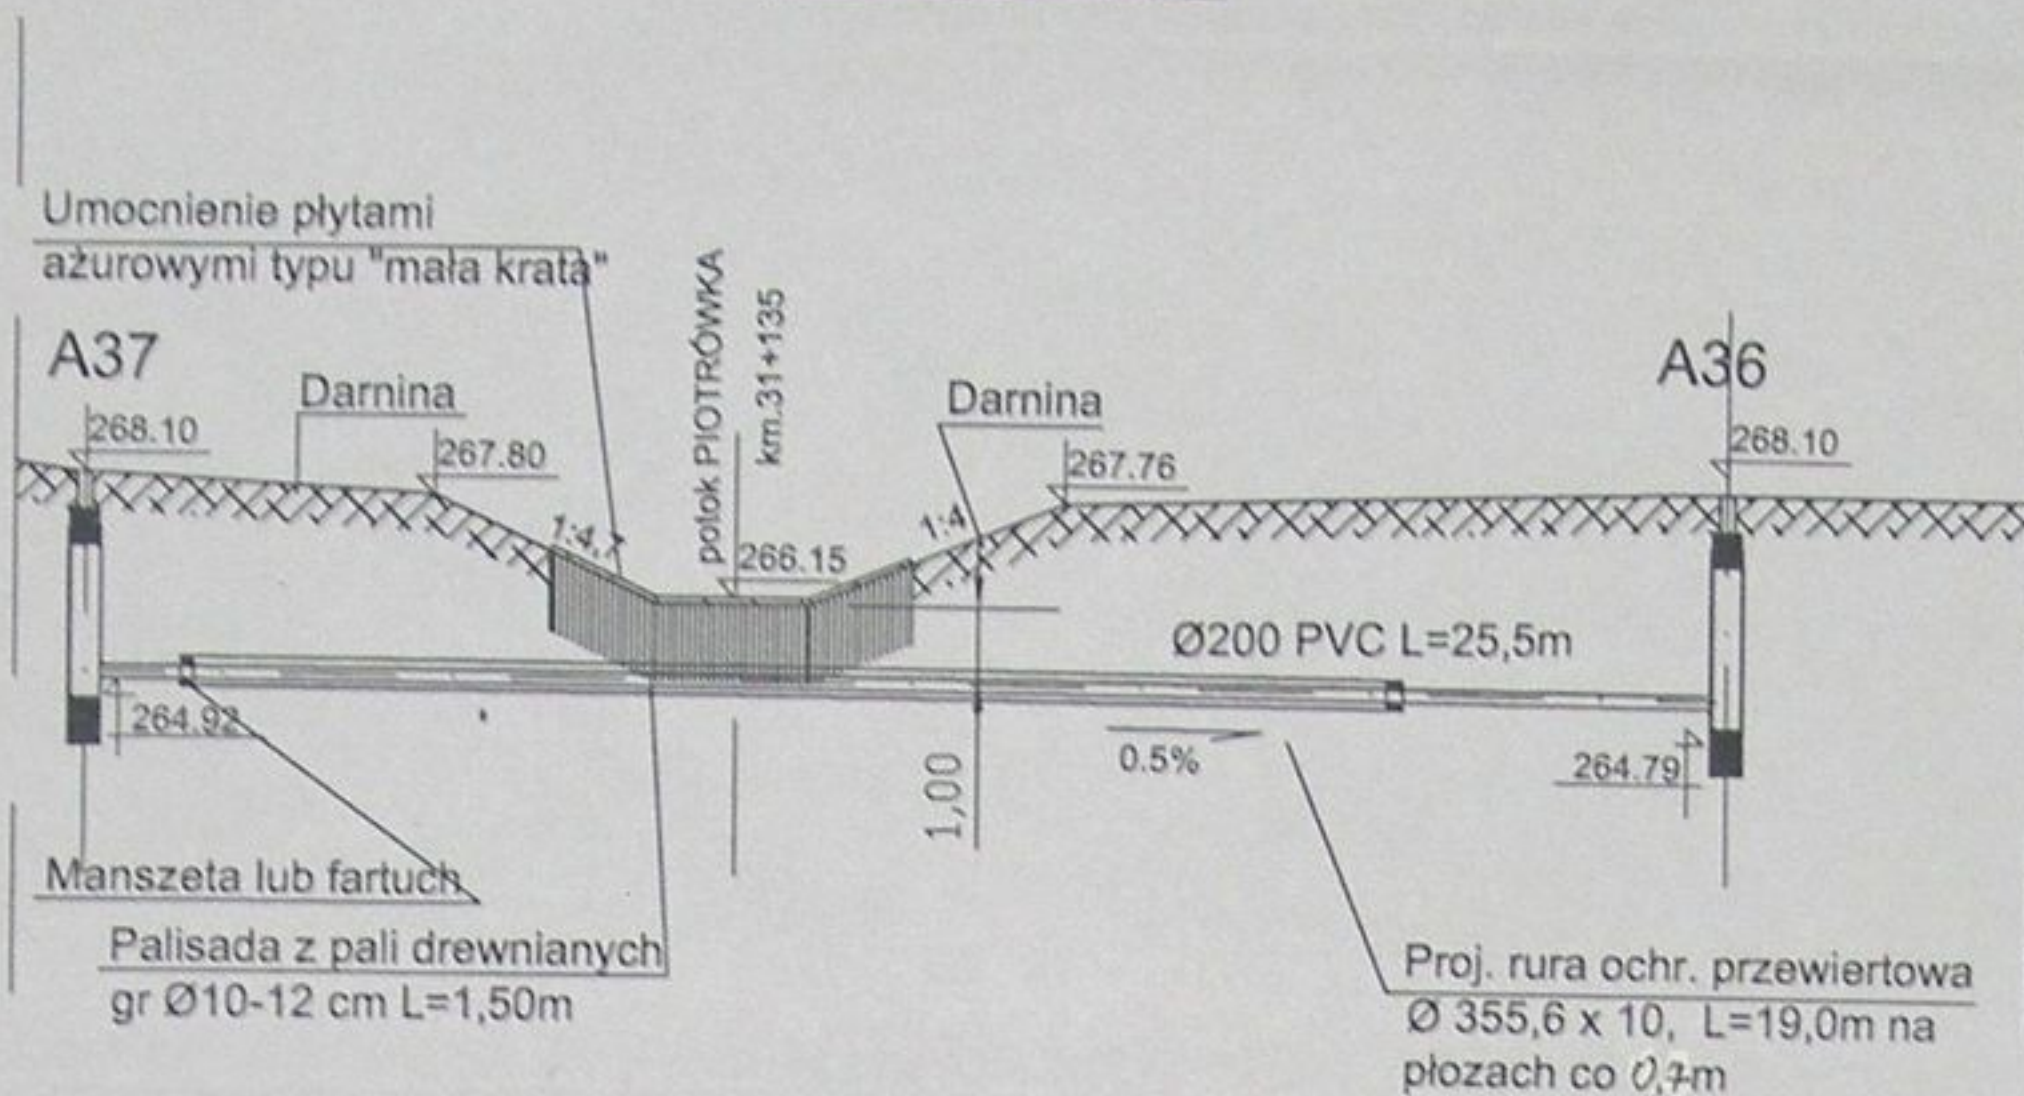 Umocnienie płytami
ażurowymi typu "mała krata"
potok PIOTRÓWKA
km.31+135
A37
A36
Darnina
Darnina
268.10
267.80
267.76
268.10
1:4,7
1:4
266.15
Ø200 PVC L=25,5m
264.92
0.5%
264.79
1,00
Manszeta lub fartuch
Palisada z pali drewnianych
gr Ø10-12 cm L=1,50m
Proj. rura ochr. przewiertowa
Ø 355,6 x 10, L=19,0m na
płozach co 0,7m